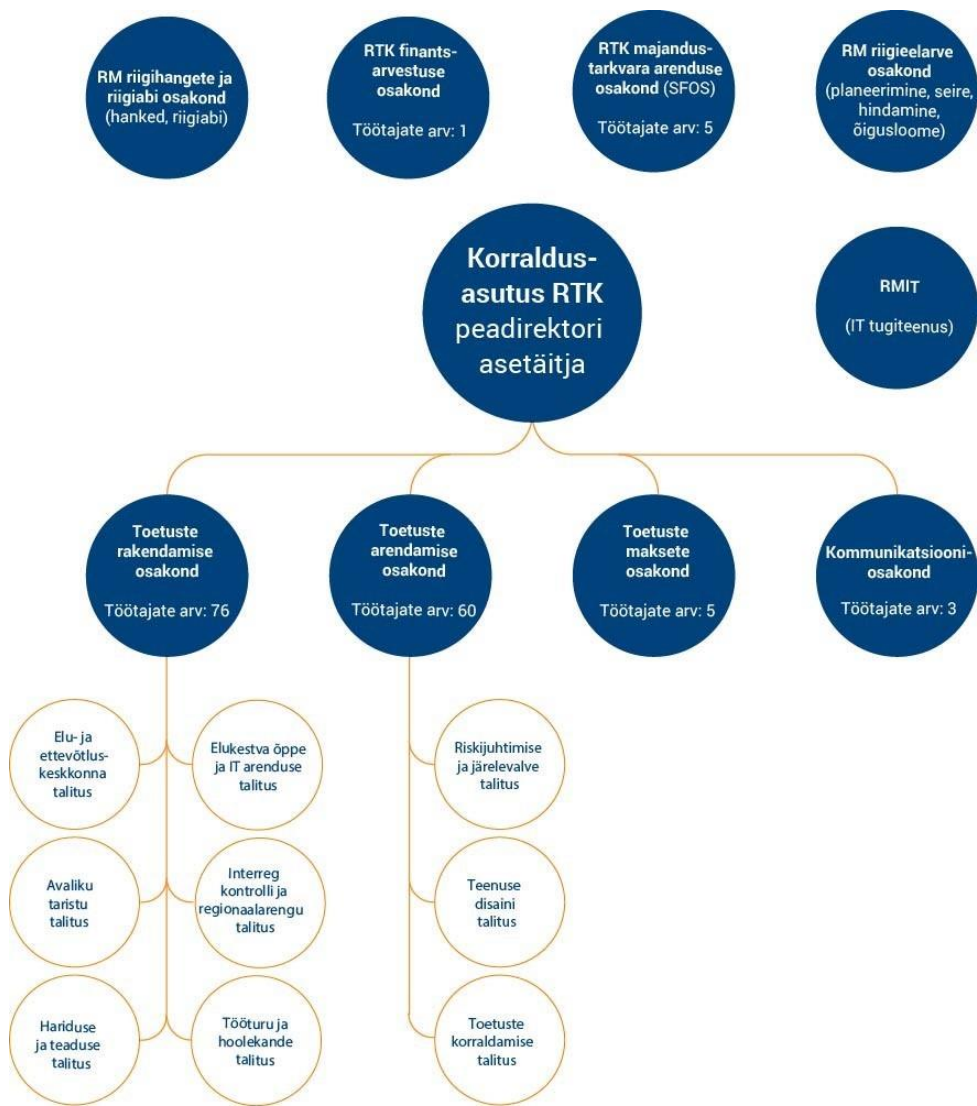 RM riigihangete ja
riigiabi osakond
(hanked, riigiabi)
RTK finants-
arvestuse
osakond
Töötajate arv: 1
RTK majandus-
tarkvara arenduse
osakond (SFOS)
Töötajate arv: 5
RM riigieelarve
osakond
(planeerimine, seire,
hindamine,
õigusloome)
Korraldus-
asutus RTK
peadirektori
asetäitja
RMIT
(IT tugiteenus)
Toetuste
rakendamise
osakond
Töötajate arv: 76
Toetuste
arendamise
osakond
Töötajate arv: 60
Toetuste
maksete
osakond
Töötajate arv: 5
Kommunikatsiooni-
osakond
Töötajate arv: 3
Elu- ja
ettevõtlus-
keskkonna
talitus
Elukestva õppe
ja IT arenduse
talitus
Riskijuhtimise
ja järelevalve
talitus
Avaliku
taristu
talitus
Interreg
kontrolli ja
regionaalarengu
talitus
Teenuse
disaini
talitus
Hariduse
ja teaduse
talitus
Tööturu ja
hoolekande
talitus
Toetuste
korraldamise
talitus